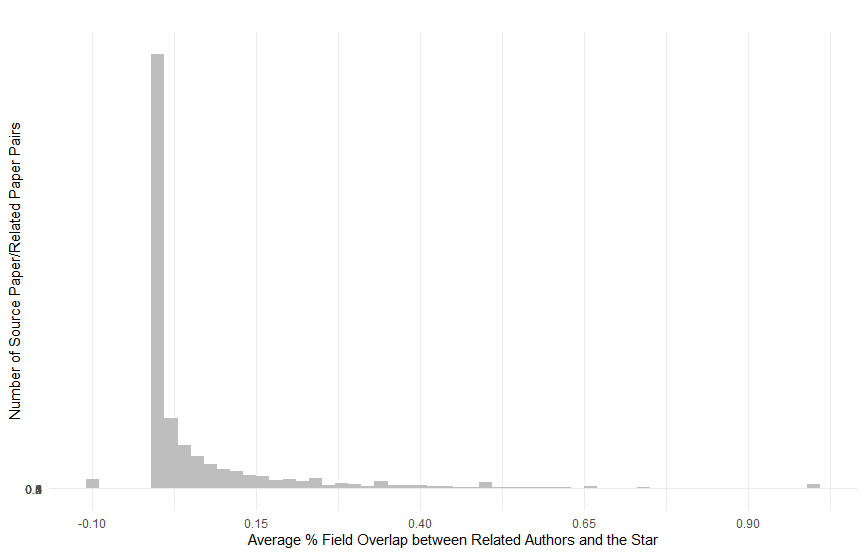 Number of Source Paper/Related Paper Pairs
-0.10
0.15
0.40
0.65
0.90
Average % Field Overlap between Related Authors and the Star